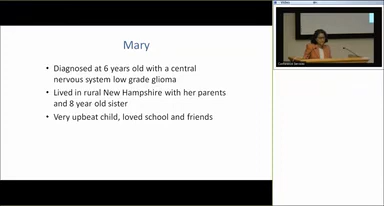 Mary
• Diagnosed at 6 years old with a central
nervous system low grade glioma
• Lived in rural New Hampshire with her parents
and 8 year old sister
• Very upbeat child, loved school and friends